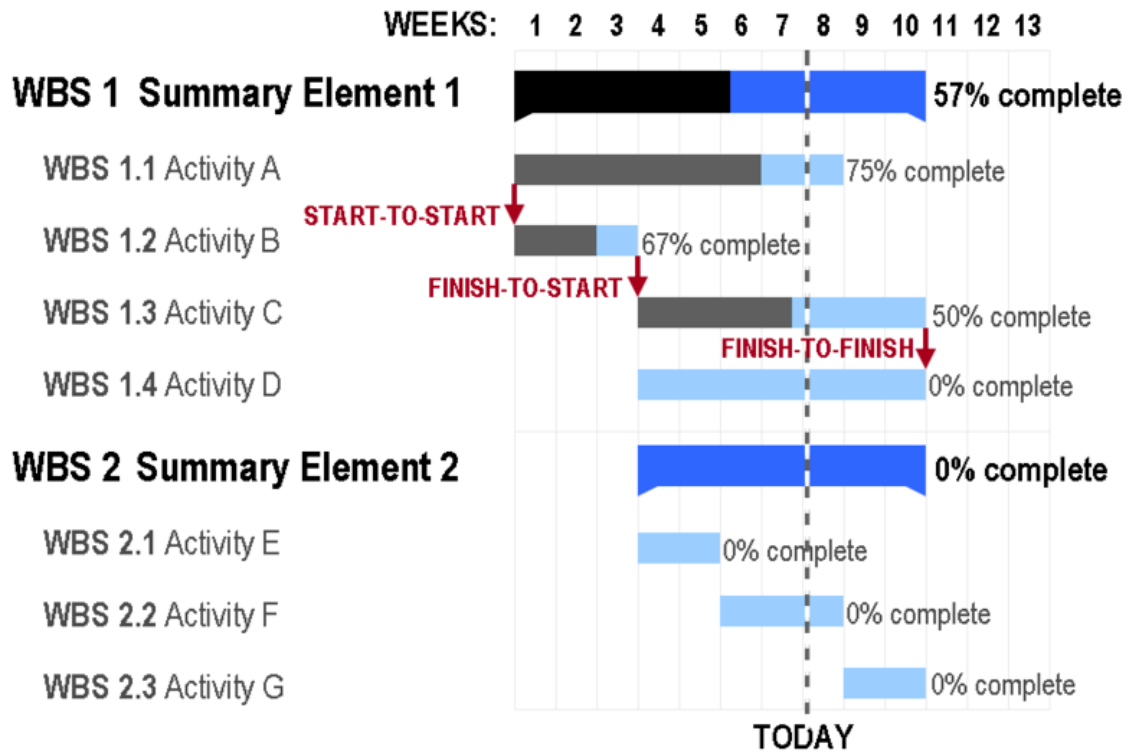 WEEKS: 1 2 3 4 5 6 7 8 9 10 11 12 13
WBS 1 Summary Element 1 57% complete
WBS 1.1 Activity A 75% complete
START-TO-START
WBS 1.2 Activity B 67% complete
FINISH-TO-START
WBS 1.3 Activity C 50% complete
FINISH-TO-FINISH
WBS 1.4 Activity D 0% complete
WBS 2 Summary Element 2 0% complete
WBS 2.1 Activity E 0% complete
WBS 2.2 Activity F 0% complete
WBS 2.3 Activity G 0% complete
TODAY